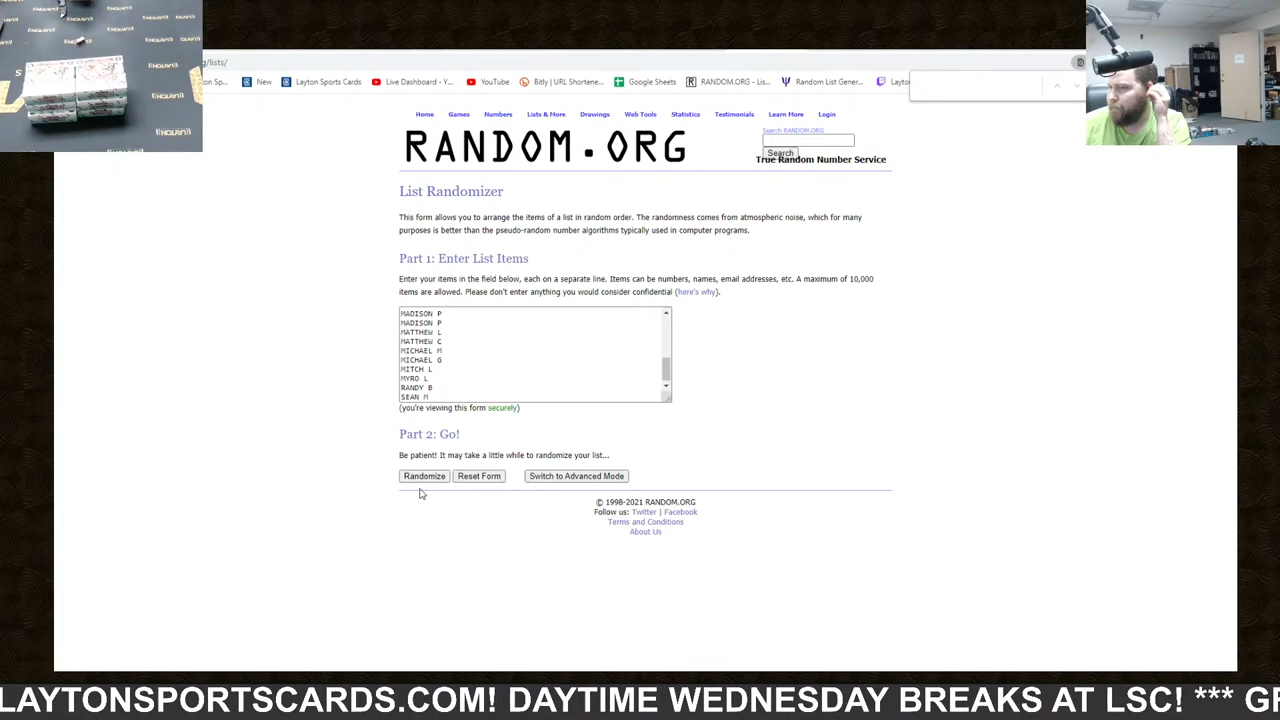 g/lists/
Sp...
New
Layton Sports Cards
Live Dashboard - Y...
YouTube
Bitly | URL Shortene...
Google Sheets
RANDOM.ORG - Lis...
Random List Gener...
Layto
Home Games Numbers Lists & More Drawings Web Tools Statistics Testimonials Learn More Login
RANDOM.ORG
Search RANDOM.ORG
Search
True Random Number Service
List Randomizer
This form allows you to arrange the items of a list in random order. The randomness comes from atmospheric noise, which for many
purposes is better than the pseudo-random number algorithms typically used in computer programs.
Part 1: Enter List Items
Enter your items in the field below, each on a separate line. Items can be numbers, names, email addresses, etc. A maximum of 10,000
items are allowed. Please don't enter anything you would consider confidential (here's why).
MADISON P
MADISON P
MATTHEW L
MATTHEW C
MICHAEL M
MICHAEL G
MITCH L
MYRO L
RANDY B
SEAN M
(you're viewing this form securely)
Part 2: Go!
Be patient! It may take a little while to randomize your list...
Randomize Reset Form Switch to Advanced Mode
© 1998-2021 RANDOM.ORG
Follow us: Twitter | Facebook
Terms and Conditions
About Us
LAYTONSPORTSCARDS.COM! DAYTIME WEDNESDAY BREAKS AT LSC! *** GF